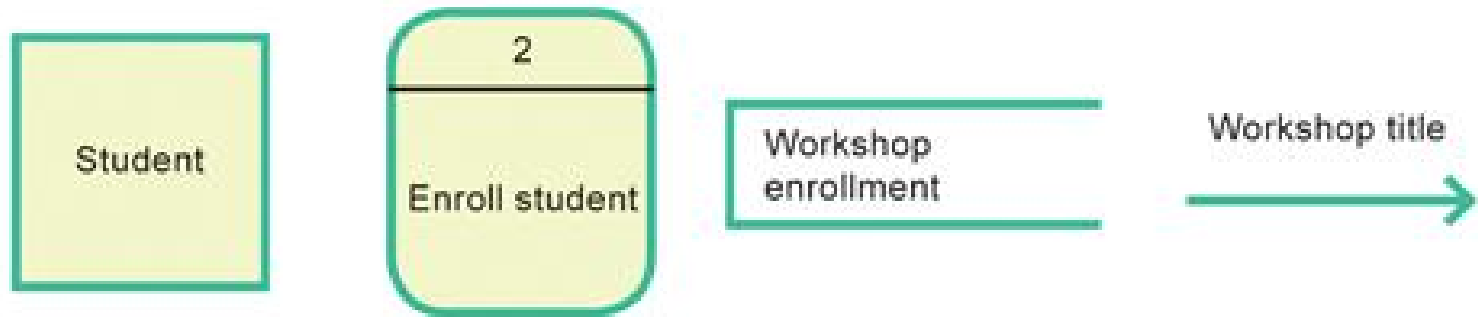 Student
2
Enroll student
Workshop
enrollment
Workshop title